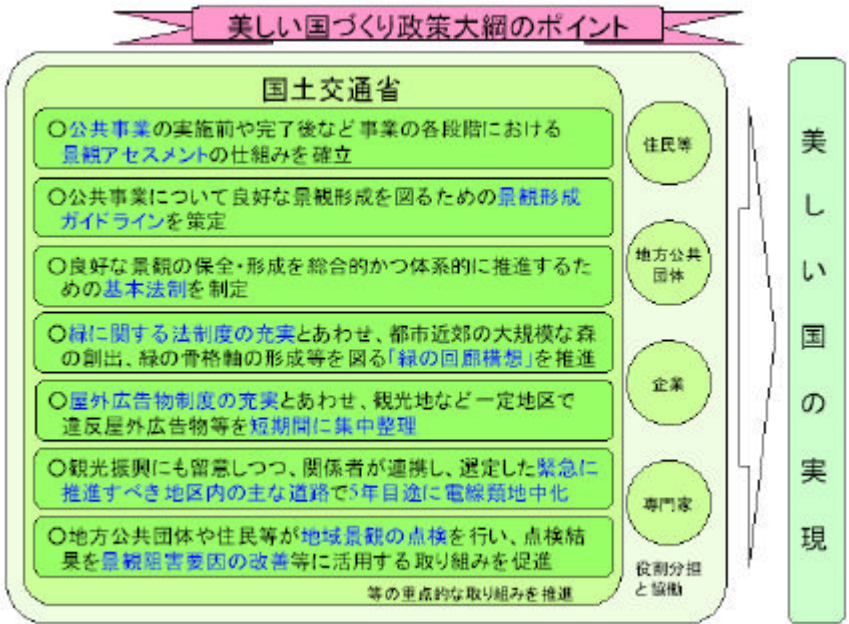 美しい国づくり政策大綱のポイント
国土交通省
〇公共事業の実施前や完了後など事業の各段階における
景観アセスメントの仕組みを確立
〇公共事業について良好な景観形成を図るための景観形成
ガイドラインを策定
〇良好な景観の保全・形成を総合的かつ体系的に推進するた
めの基本法制を制定
〇緑に関する法制度の充実とあわせ、都市近郊の大規模な森
の創出、緑の骨格軸の形成等を図る「緑の回廊構想」を推進
〇屋外広告物制度の充実とあわせ、観光地など一定地区で
違反屋外広告物等を短期間に集中整理
〇観光振興にも留意しつつ、関係者が連携し、選定した緊急に
推進すべき地区内の主な道路で5年目途に電線類地中化
〇地方公共団体や住民等が地域景観の点検を行い、点検結
果を景観阻害要因の改善等に活用する取り組みを促進
等の重点的な取り組みを推進
住民等
地方公共
団体
企業
専門家
役割分担
と協働
美しい国の実現